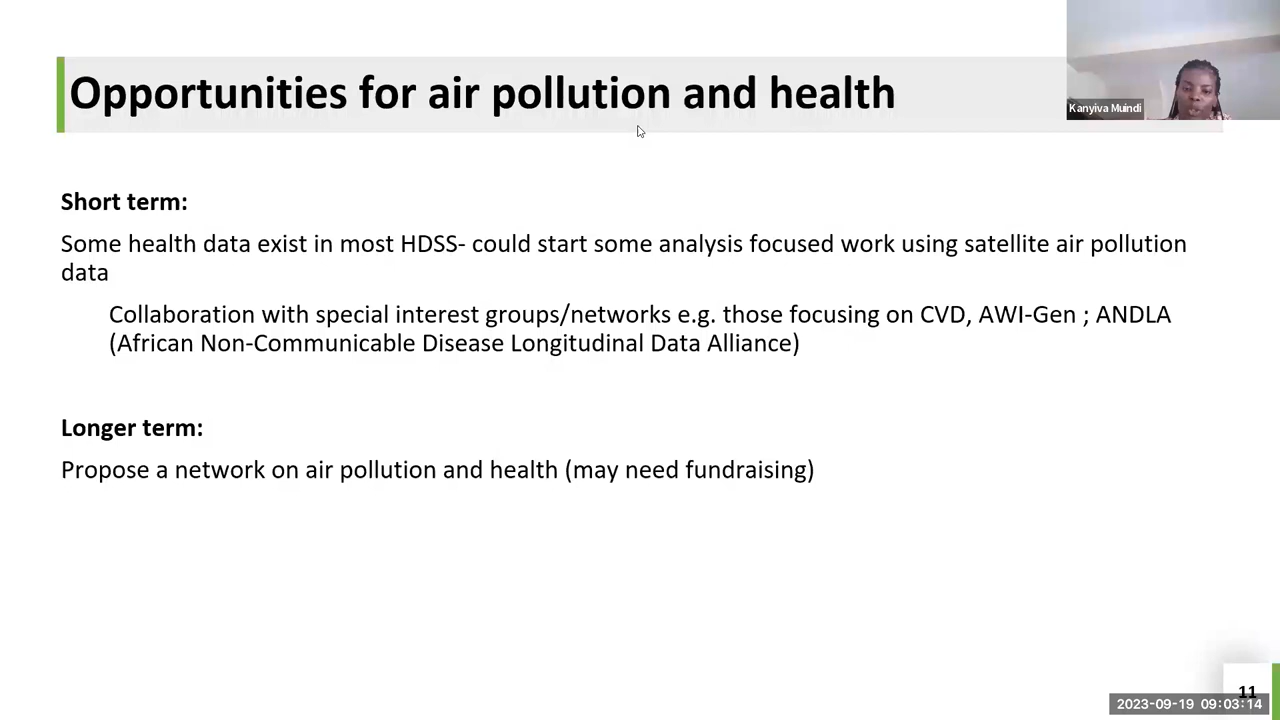 Opportunities for air pollution and health
Kanyiva Muindi
Short term:
Some health data exist in most HDSS- could start some analysis focused work using satellite air pollution
data
Collaboration with special interest groups/networks e.g. those focusing on CVD, AWI-Gen ; ANDLA
(African Non-Communicable Disease Longitudinal Data Alliance)
Longer term:
Propose a network on air pollution and health (may need fundraising)
11
2023-09-19 09:03:14